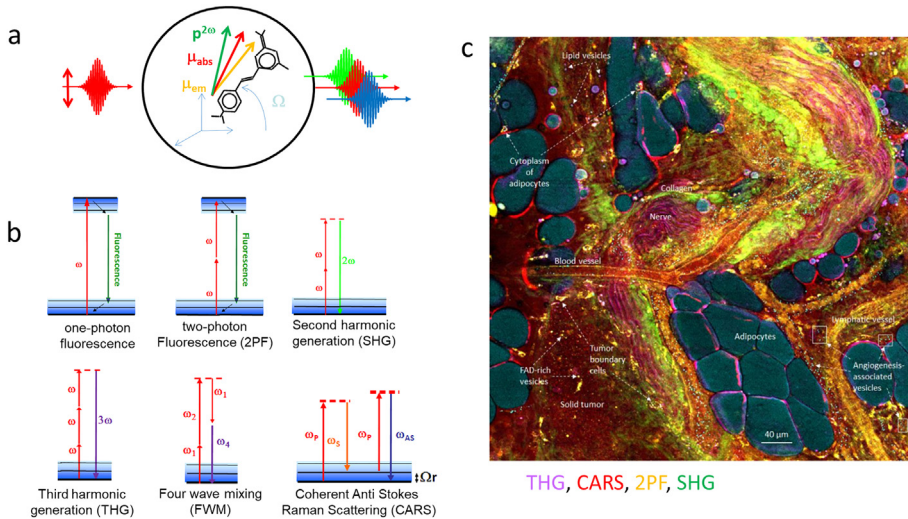 a
p²ω
μabs
μem
Ω
b
ω
Fluorescence
one-photon
fluorescence
ω
ω
Fluorescence
two-photon
Fluorescence (2PF)
2ω
Second harmonic
generation (SHG)
ω
ω
ω
3ω
Third harmonic
generation (THG)
ω₂
ω₁
ω₁
ω₄
Four wave mixing
(FWM)
ωP
ωS
ωP
ωAS
Ωr
Coherent Anti Stokes
Raman Scattering (CARS)
c
Lipid vesicles
Cytoplasm
of
adipocytes
Collagen
Nerve
Blood vessel
Lymphatic vessel
Adipocytes
Tumor
boundary
cells
FAD-rich
vesicles
Angiogenesis-
associated
vesicles
Solid tumor
40 μm
THG, CARS, 2PF, SHG